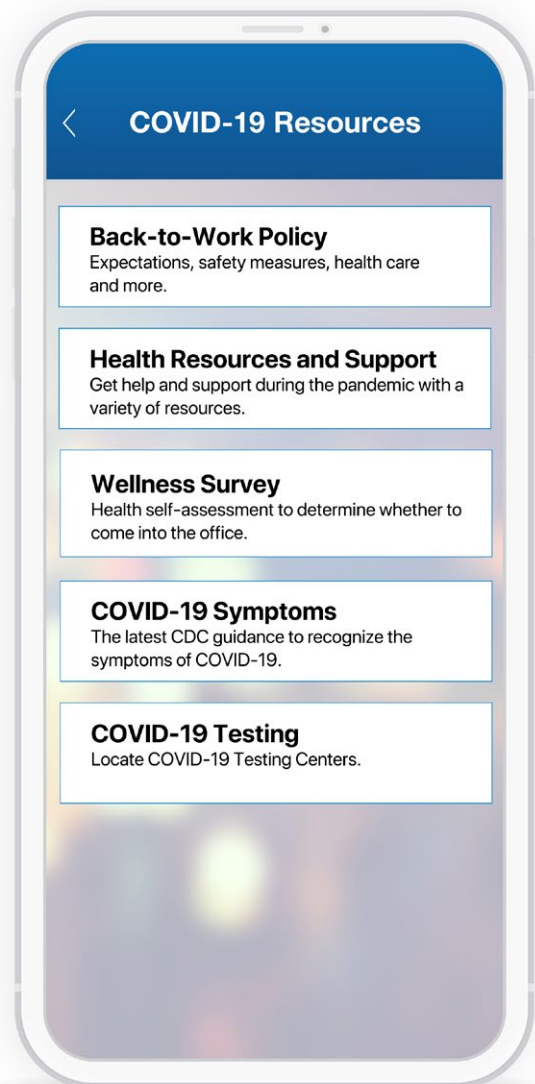 COVID-19 Resources
Back-to-Work Policy
Expectations, safety measures, health care
and more.
Health Resources and Support
Get help and support during the pandemic with a
variety of resources.
Wellness Survey
Health self-assessment to determine whether to
come into the office.
COVID-19 Symptoms
The latest CDC guidance to recognize the
symptoms of COVID-19.
COVID-19 Testing
Locate COVID-19 Testing Centers.